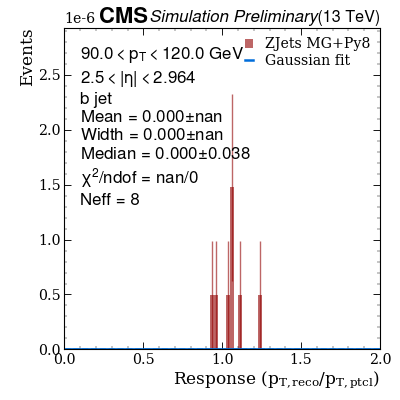 1e-6 CMS Simulation Preliminary (13 TeV)
Events
90.0 < pT < 120.0 GeV
2.5 < |η| < 2.964
b jet
Mean = 0.000±nan
Width = 0.000±nan
Median = 0.000±0.038
χ²/ndof = nan/0
Neff = 8
ZJets MG+Py8
Gaussian fit
2.5
2.0
1.5
1.0
0.5
0.0
0.0 0.5 1.0 1.5 2.0
Response (pT,reco/pT,ptcl)